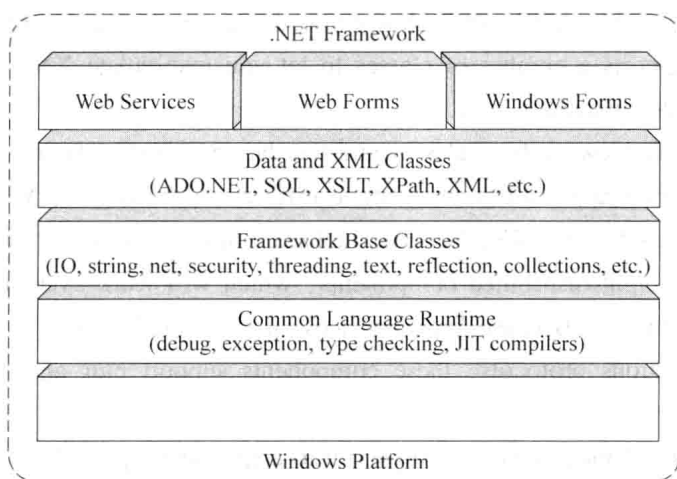 .NET Framework
Web Services
Web Forms
Windows Forms
Data and XML Classes
(ADO.NET, SQL, XSLT, XPath, XML, etc.)
Framework Base Classes
(IO, string, net, security, threading, text, reflection, collections, etc.)
Common Language Runtime
(debug, exception, type checking, JIT compilers)
Windows Platform